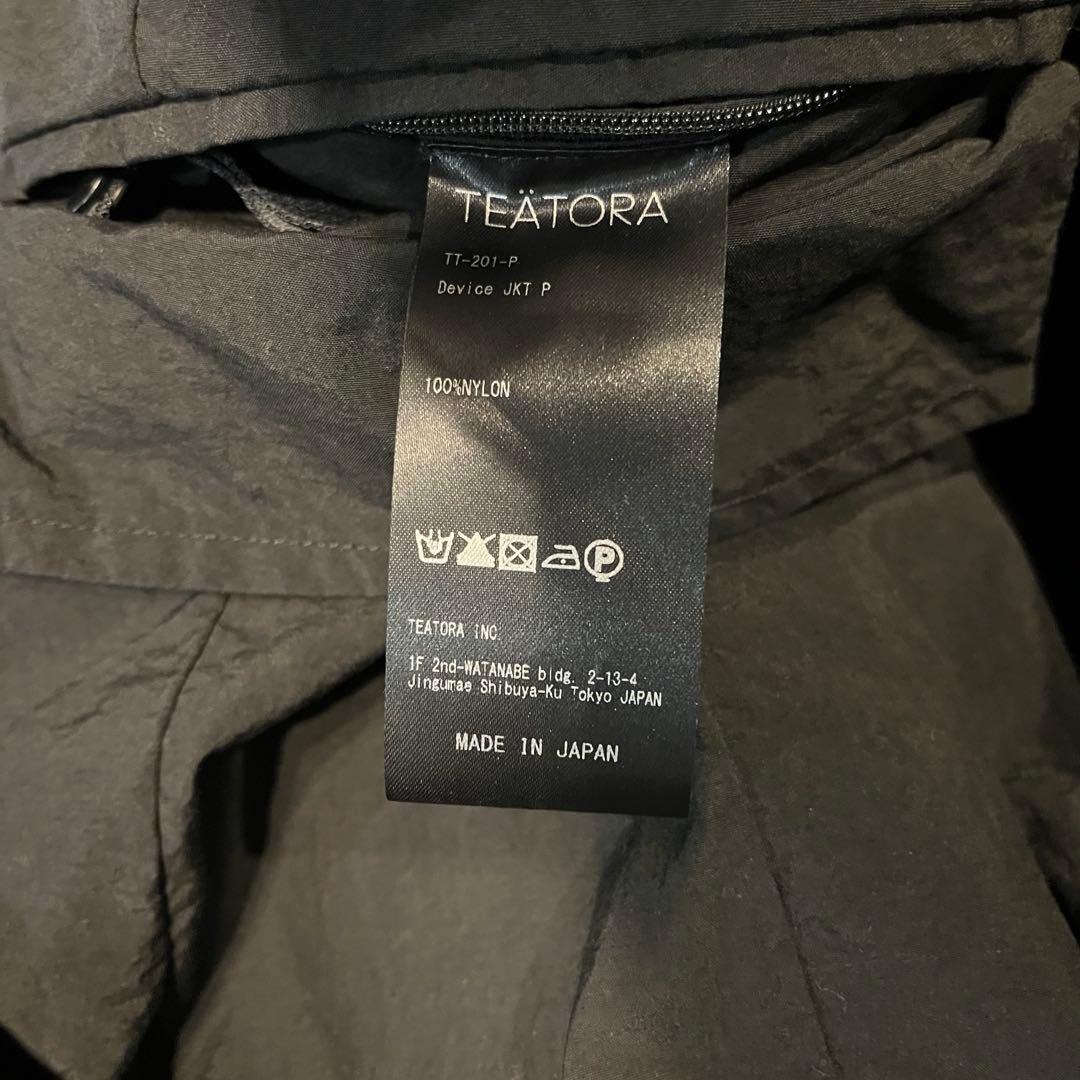 TEÄTORA
TT-201-P
Device JKT P
100%NYLON
P
TEATORA INC
1F 2nd-WATANABE bldg. 2-13-4
Jingumae Shibuya-Ku Tokyo JAPAN
MADE IN JAPAN